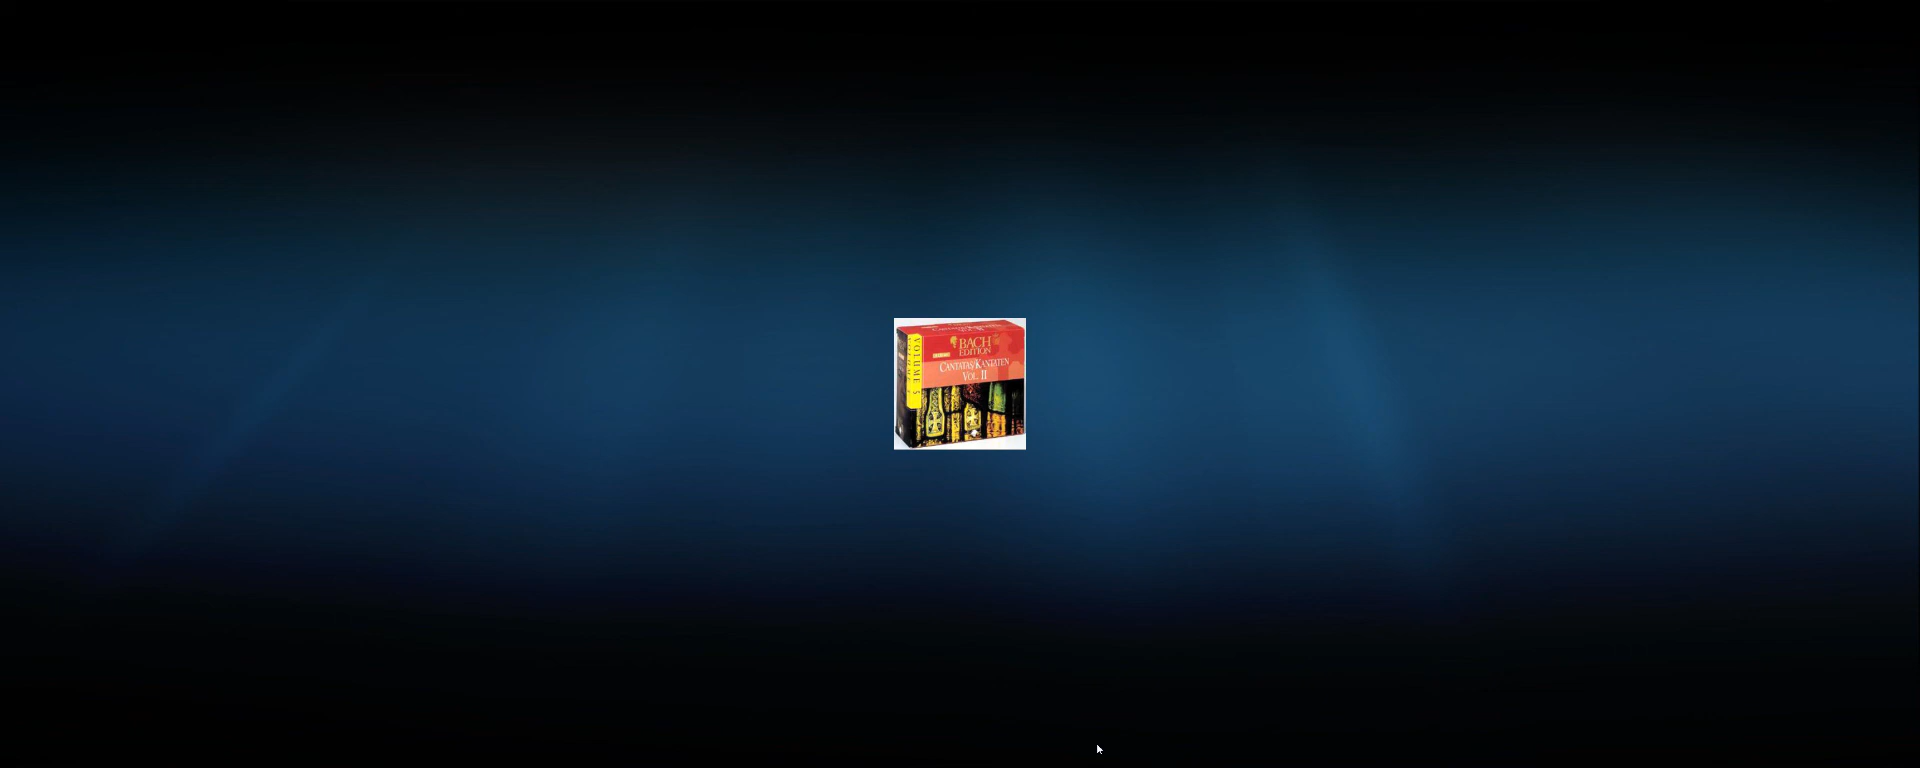 BACH
EDITION
CANTATAS/KANTATEN
VOL. II
VOLUME 5